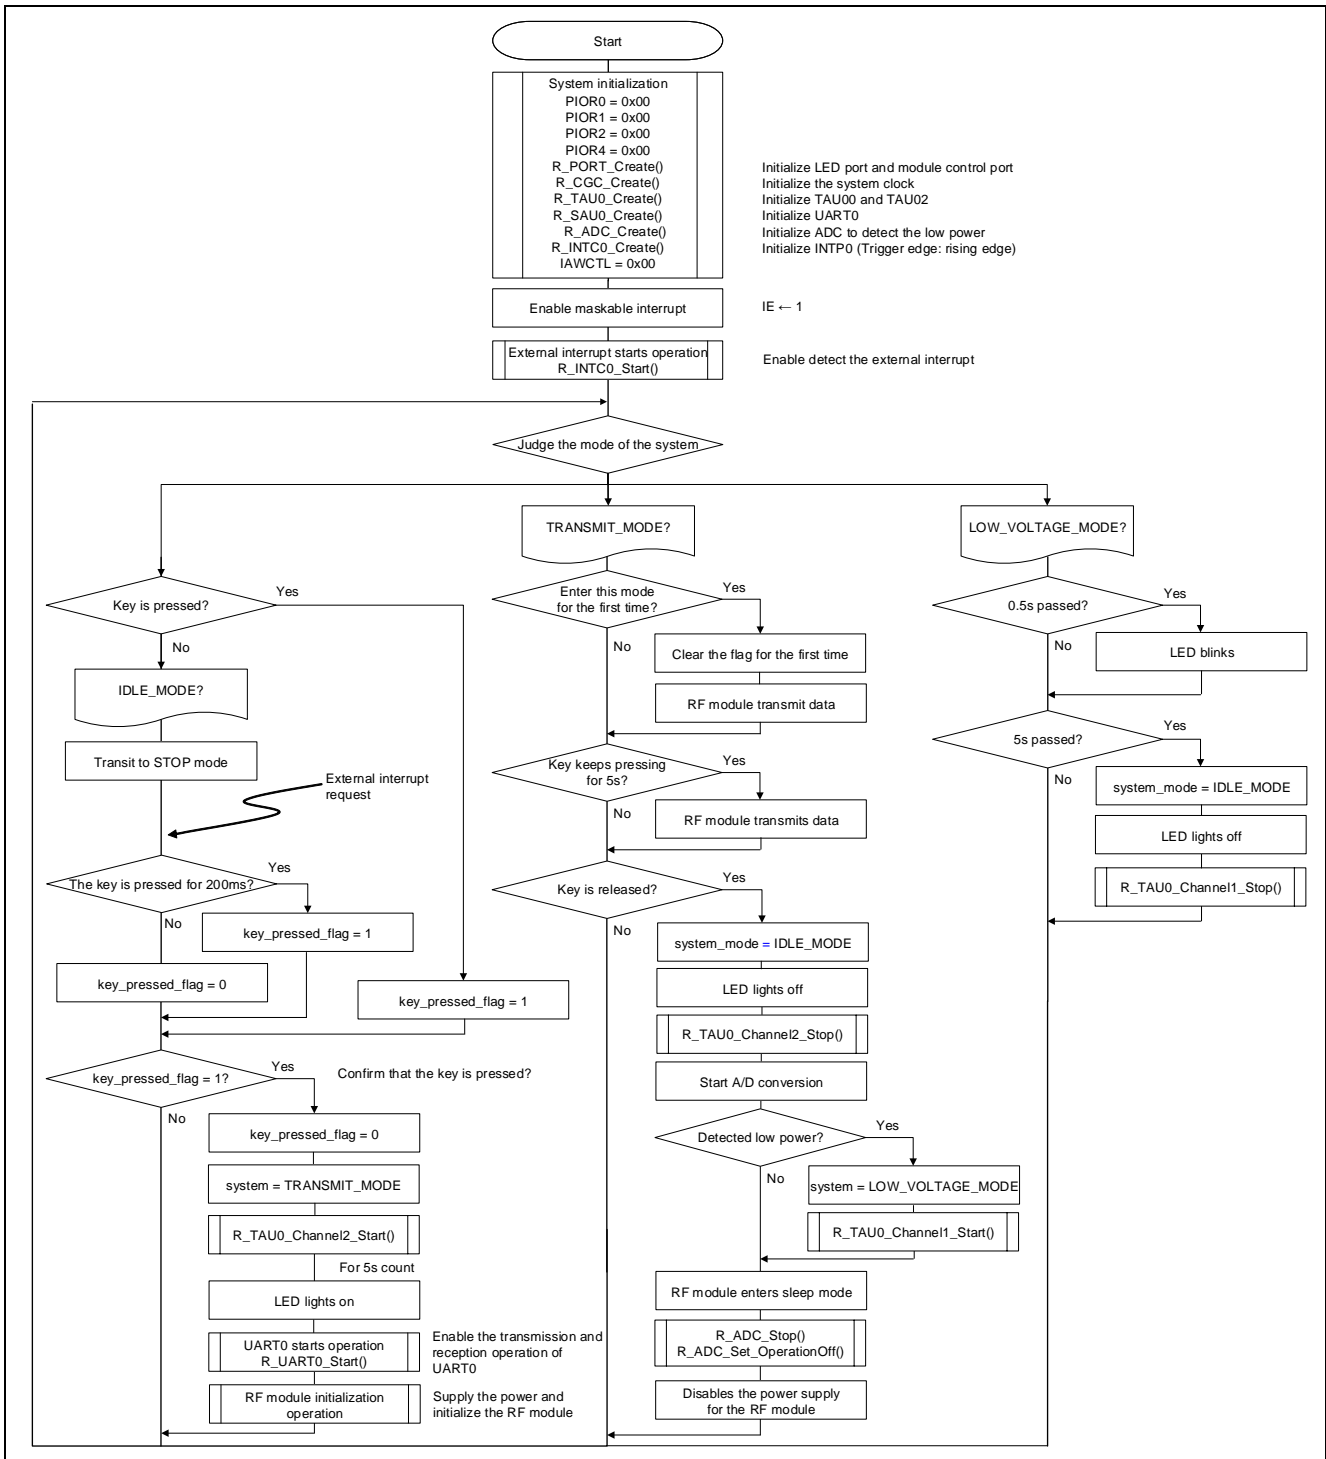 Start
System initialization
PIOR0 = 0x00
PIOR1 = 0x00
PIOR2 = 0x00
PIOR4 = 0x00
R_PORT_Create()
Initialize LED port and module control port
R_CGC_Create()
Initialize the system clock
R_TAU0_Create()
Initialize TAU00 and TAU02
R_SAU0_Create()
Initialize UART0
R_ADC_Create()
Initialize ADC to detect the low power
R_INTC0_Create()
Initialize INTP0 (Trigger edge: rising edge)
IAWCTL = 0x00
Enable maskable interrupt
IE ← 1
External interrupt starts operation
R_INTC0_Start()
Enable detect the external interrupt
Judge the mode of the system
Key is pressed?
Yes
No
IDLE_MODE?
Transit to STOP mode
External interrupt
request
The key is pressed for 200ms?
Yes
No
key_pressed_flag = 1
key_pressed_flag = 0
key_pressed_flag = 1
key_pressed_flag = 1?
Yes
Confirm that the key is pressed?
No
key_pressed_flag = 0
system = TRANSMIT_MODE
R_TAU0_Channel2_Start()
For 5s count
LED lights on
UART0 starts operation
R_UART0_Start()
Enable the transmission and
reception operation of
UART0
RF module initialization
operation
Supply the power and
initialize the RF module
TRANSMIT_MODE?
Enter this mode
for the first time?
Yes
No
Clear the flag for the first time
RF module transmit data
Key keeps pressing
for 5s?
Yes
No
RF module transmits data
Key is released?
Yes
No
system_mode = IDLE_MODE
LED lights off
R_TAU0_Channel2_Stop()
Start A/D conversion
Detected low power?
Yes
No
system = LOW_VOLTAGE_MODE
R_TAU0_Channel1_Start()
RF module enters sleep mode
R_ADC_Stop()
R_ADC_Set_OperationOff()
Disables the power supply
for the RF module
LOW_VOLTAGE_MODE?
0.5s passed?
Yes
No
LED blinks
5s passed?
Yes
No
system_mode = IDLE_MODE
LED lights off
R_TAU0_Channel1_Stop()